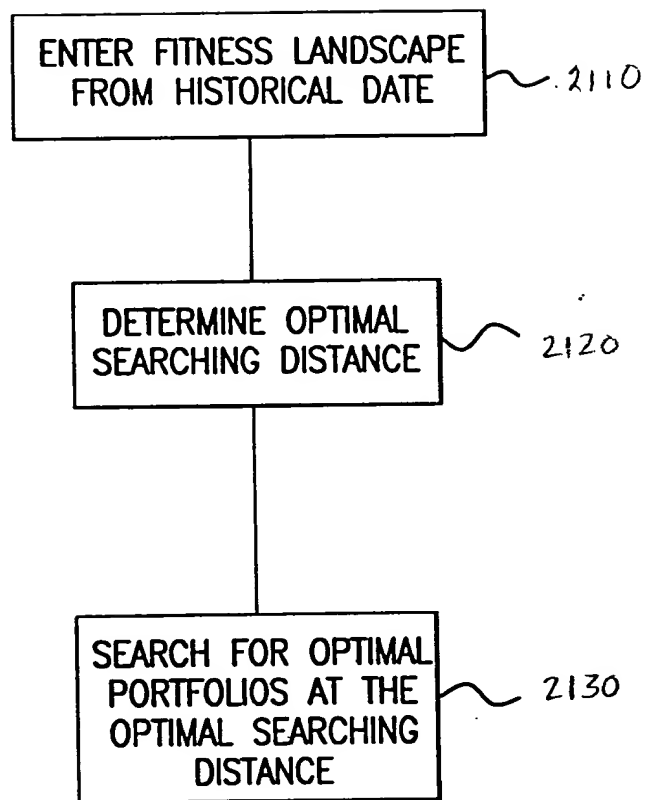 ENTER FITNESS LANDSCAPE
FROM HISTORICAL DATE
2110
DETERMINE OPTIMAL
SEARCHING DISTANCE
2120
SEARCH FOR OPTIMAL
PORTFOLIOS AT THE
OPTIMAL SEARCHING
DISTANCE
2130